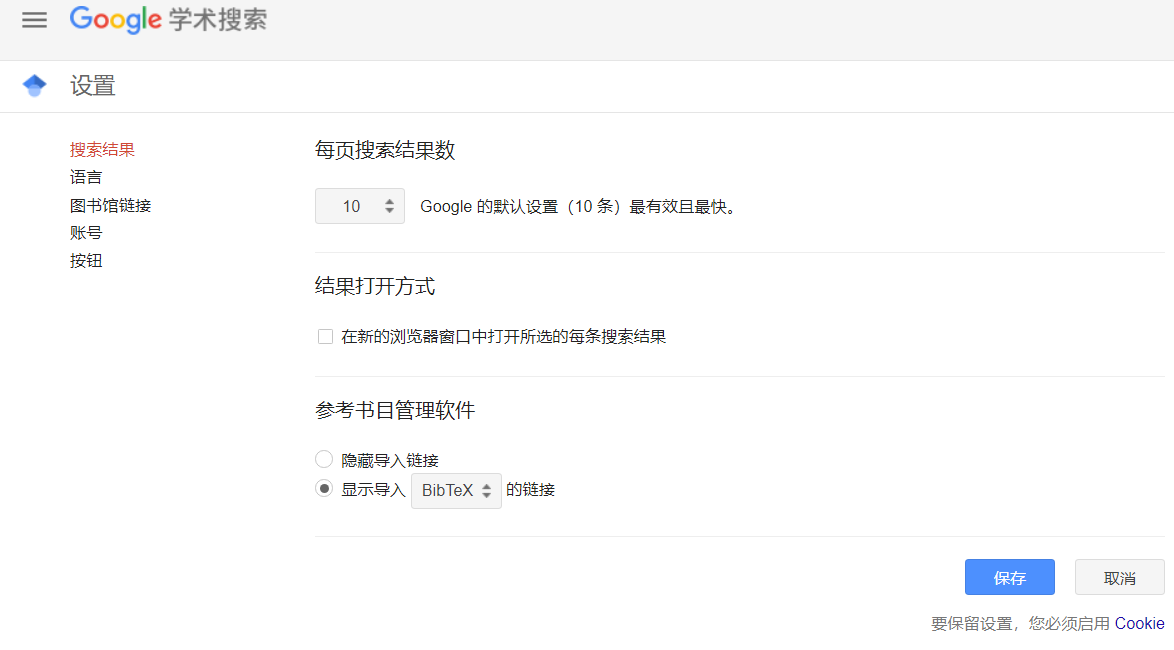 Google 学术搜索
设置
搜索结果
语言
图书馆链接
账号
按钮
每页搜索结果数
10 Google 的默认设置（10 条）最有效且最快。
结果打开方式
在新的浏览器窗口中打开所选的每条搜索结果
参考书目管理软件
隐藏导入链接
显示导入 BibTeX 的链接
保存 取消
要保留设置，您必须启用 Cookie